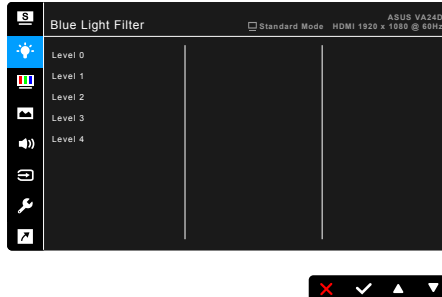 S
Blue Light Filter
ASUS VA24D
Standard Mode HDMI 1920 x 1080 @ 60Hz
Level 0
Level 1
Level 2
Level 3
Level 4